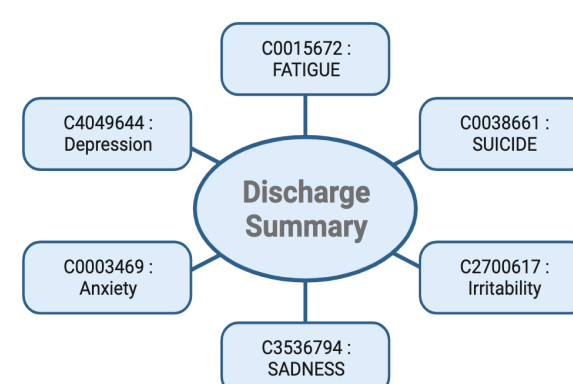 C0015672 :
FATIGUE
C4049644 :
Depression
C0038661 :
SUICIDE
Discharge
Summary
C0003469 :
Anxiety
C2700617 :
Irritability
C3536794 :
SADNESS